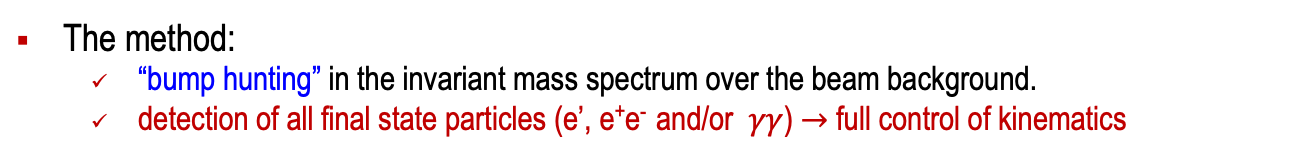 ▪ The method:
✓ “bump hunting” in the invariant mass spectrum over the beam background.
✓ detection of all final state particles (e’, e⁺e⁻ and/or γγ) → full control of kinematics